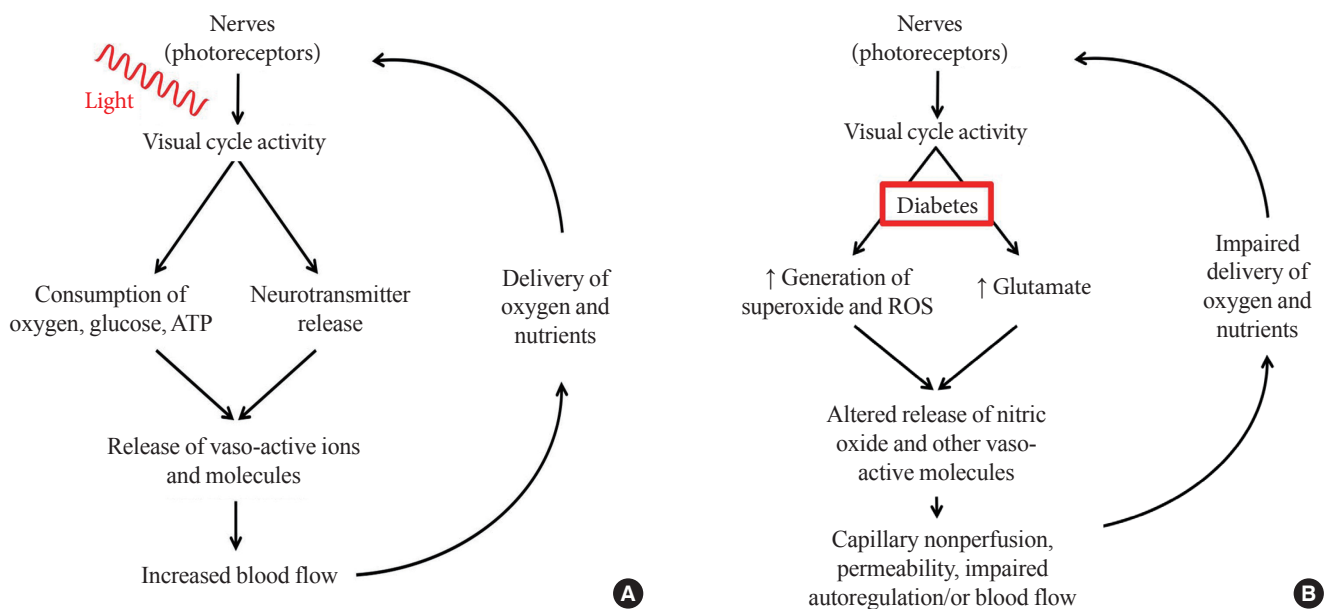 Nerves
(photoreceptors)
Light
Visual cycle activity
Consumption of
oxygen, glucose, ATP
Neurotransmitter
release
Delivery of
oxygen and
nutrients
Release of vaso-active ions
and molecules
Increased blood flow
A
Nerves
(photoreceptors)
Visual cycle activity
Diabetes
↑ Generation of
superoxide and ROS
↑ Glutamate
Impaired
delivery of
oxygen and
nutrients
Altered release of nitric
oxide and other vaso-
active molecules
Capillary nonperfusion,
permeability, impaired
autoregulation/or blood flow
B